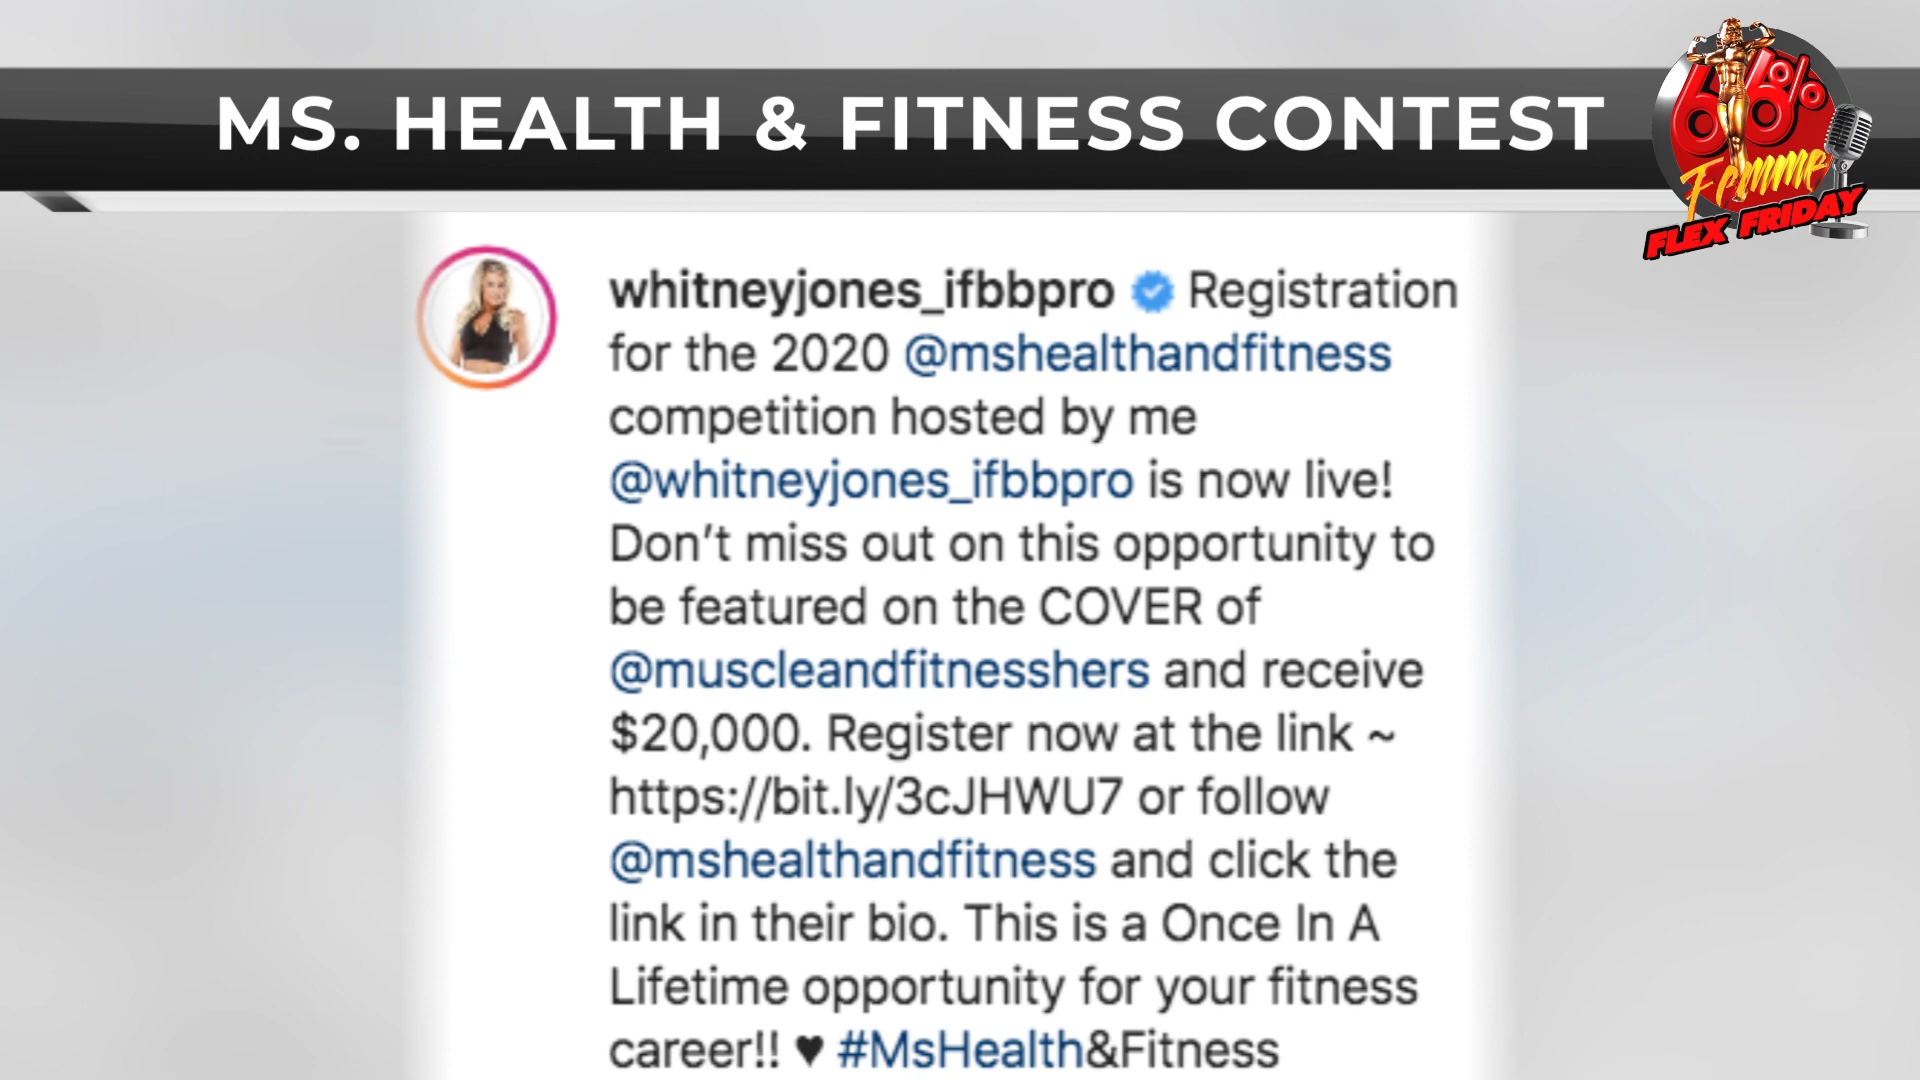 MS. HEALTH & FITNESS CONTEST
6%
Femme
FLEX FRIDAY
whitneyjones_ifbbpro Registration
for the 2020 @mshealthandfitness
competition hosted by me
@whitneyjones_ifbbpro is now live!
Don't miss out on this opportunity to
be featured on the COVER of
@muscleandfitnesshers and receive
$20,000. Register now at the link ~
https://bit.ly/3cJHWU7 or follow
@mshealthandfitness and click the
link in their bio. This is a Once In A
Lifetime opportunity for your fitness
career!! ♥ #MsHealth&Fitness